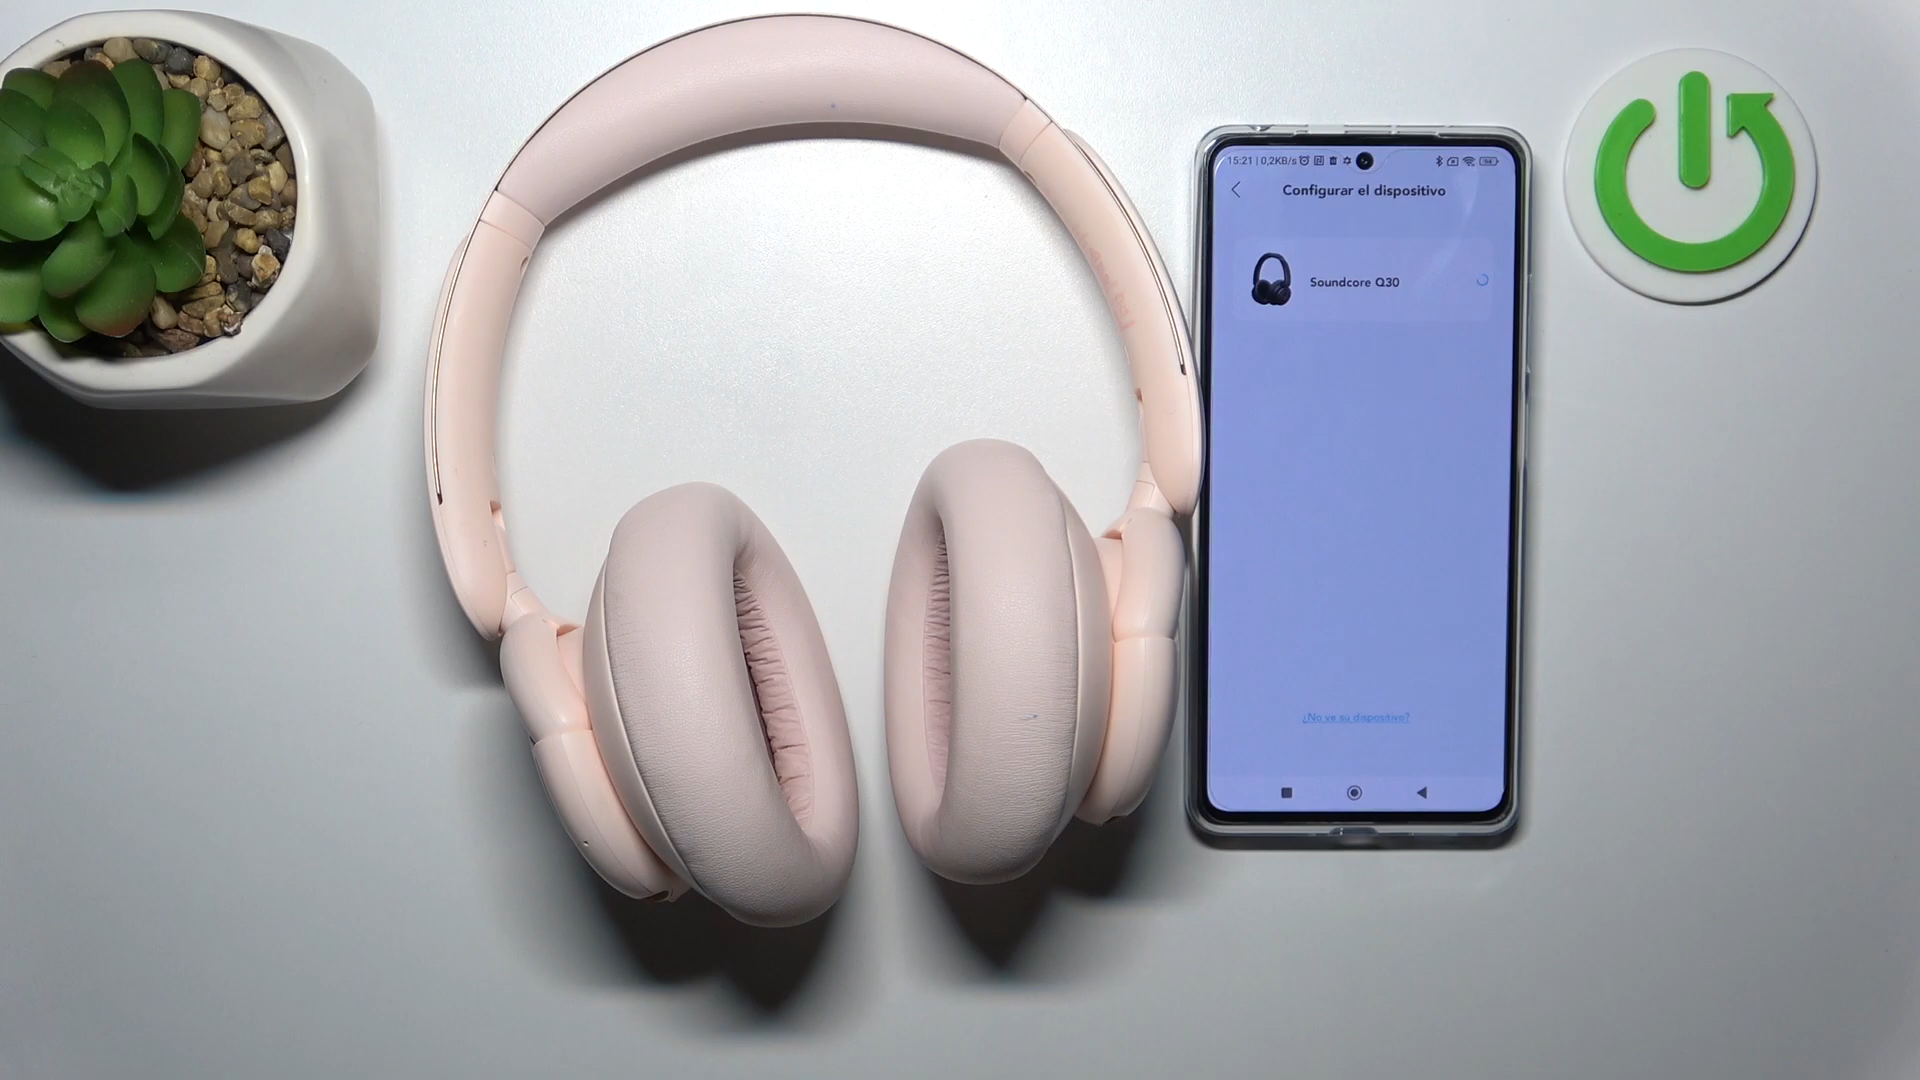 15:21 | 0,2KB/s
Configurar el dispositivo
Soundcore Q30
¿No ve su dispositivo?